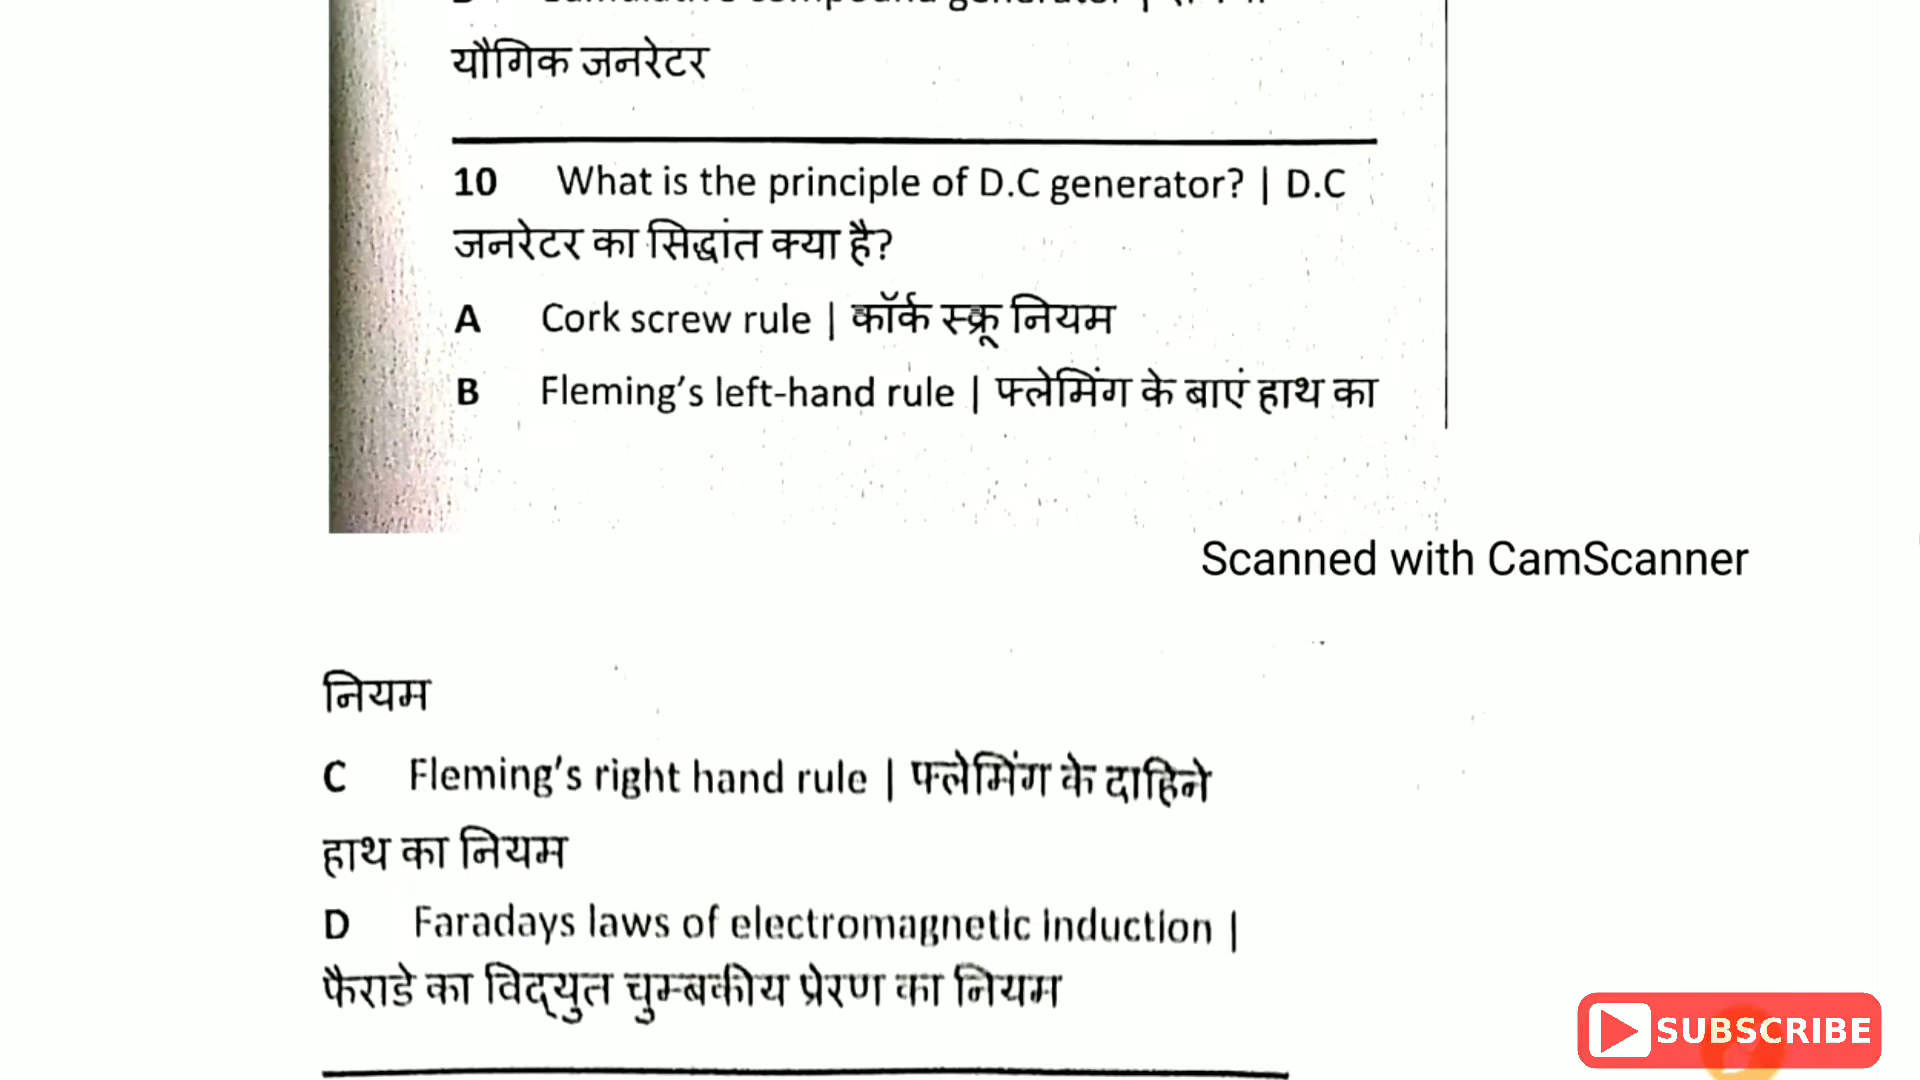 यौगिक जनरेटर
10 What is the principle of D.C generator? | D.C
जनरेटर का सिद्धांत क्या है?
A Cork screw rule | कॉर्क स्क्रू नियम
B Fleming's left-hand rule | फ्लेमिंग के बाएं हाथ का
Scanned with CamScanner
नियम
C Fleming's right hand rule | फ्लेमिंग के दाहिने
हाथ का नियम
D Faradays laws of electromagnetic induction |
फैराडे का विद्युत चुम्बकीय प्रेरण का नियम
SUBSCRIBE